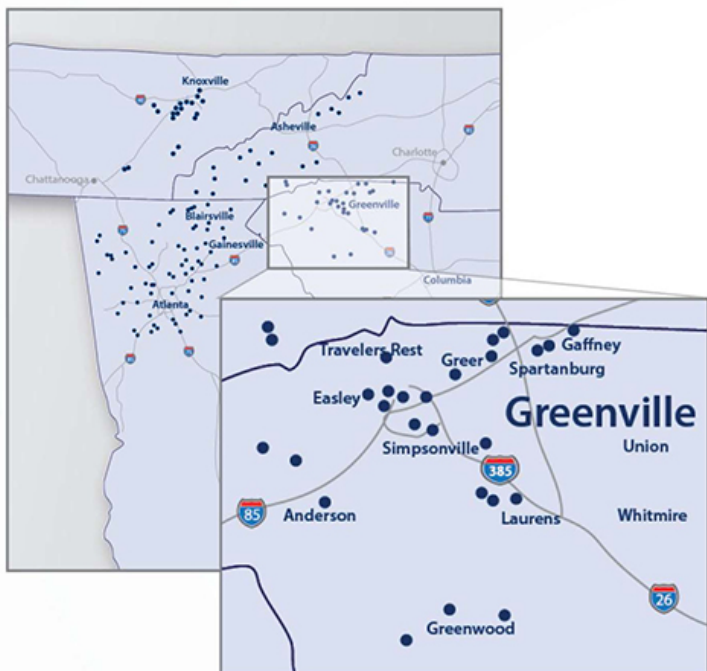 Knoxville
Asheville
Charlotte
Chattanooga
Greenville
Blairsville
Gainesville
Columbia
Atlanta
Travelers Rest
Greer
Gaffney
Spartanburg
Easley
Greenville
Simpsonville
Union
385
85
Anderson
Laurens
Whitmire
26
Greenwood